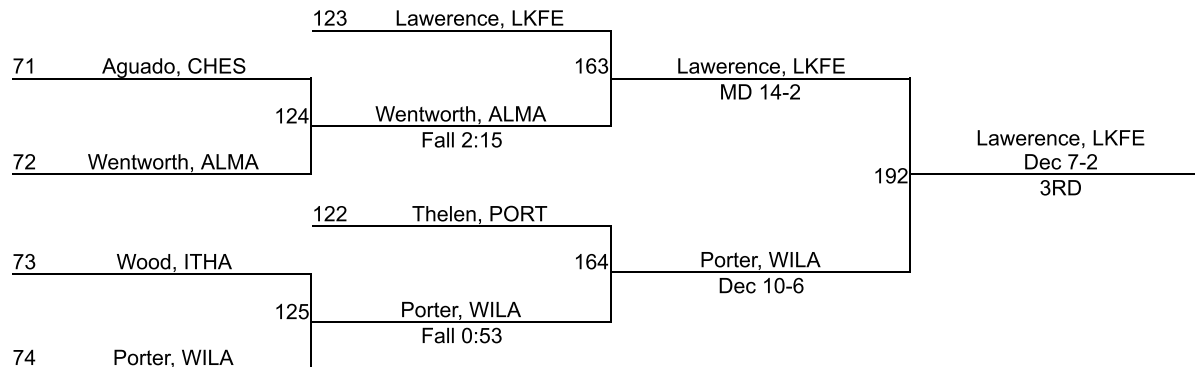 123 Lawerence, LKFE
71 Aguado, CHES
163 Lawerence, LKFE
MD 14-2
124 Wentworth, ALMA
Fall 2:15
72 Wentworth, ALMA
192 Lawerence, LKFE
Dec 7-2
3RD
122 Thelen, PORT
73 Wood, ITHA
164 Porter, WILA
Dec 10-6
125 Porter, WILA
Fall 0:53
74 Porter, WILA